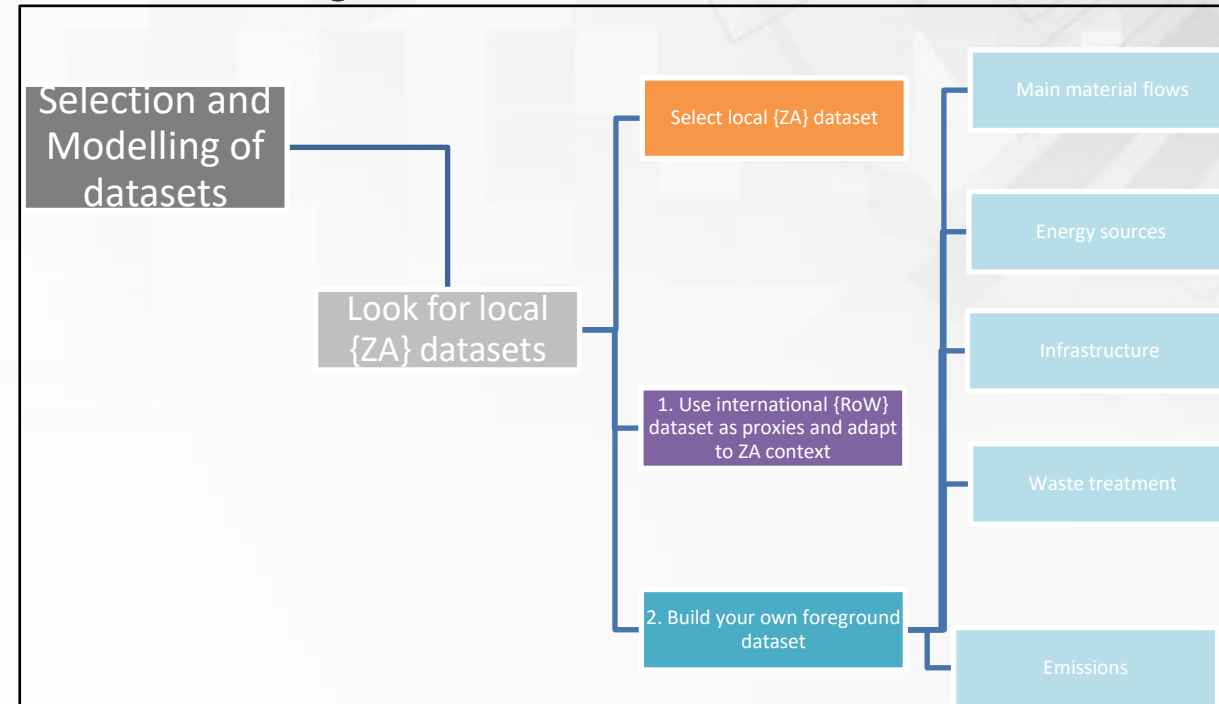 Selection and
Modelling of
datasets
Look for local
{ZA} datasets
Select local {ZA} dataset
1. Use international {RoW}
dataset as proxies and adapt
to ZA context
2. Build your own foreground
dataset
Main material flows
Energy sources
Infrastructure
Waste treatment
Emissions